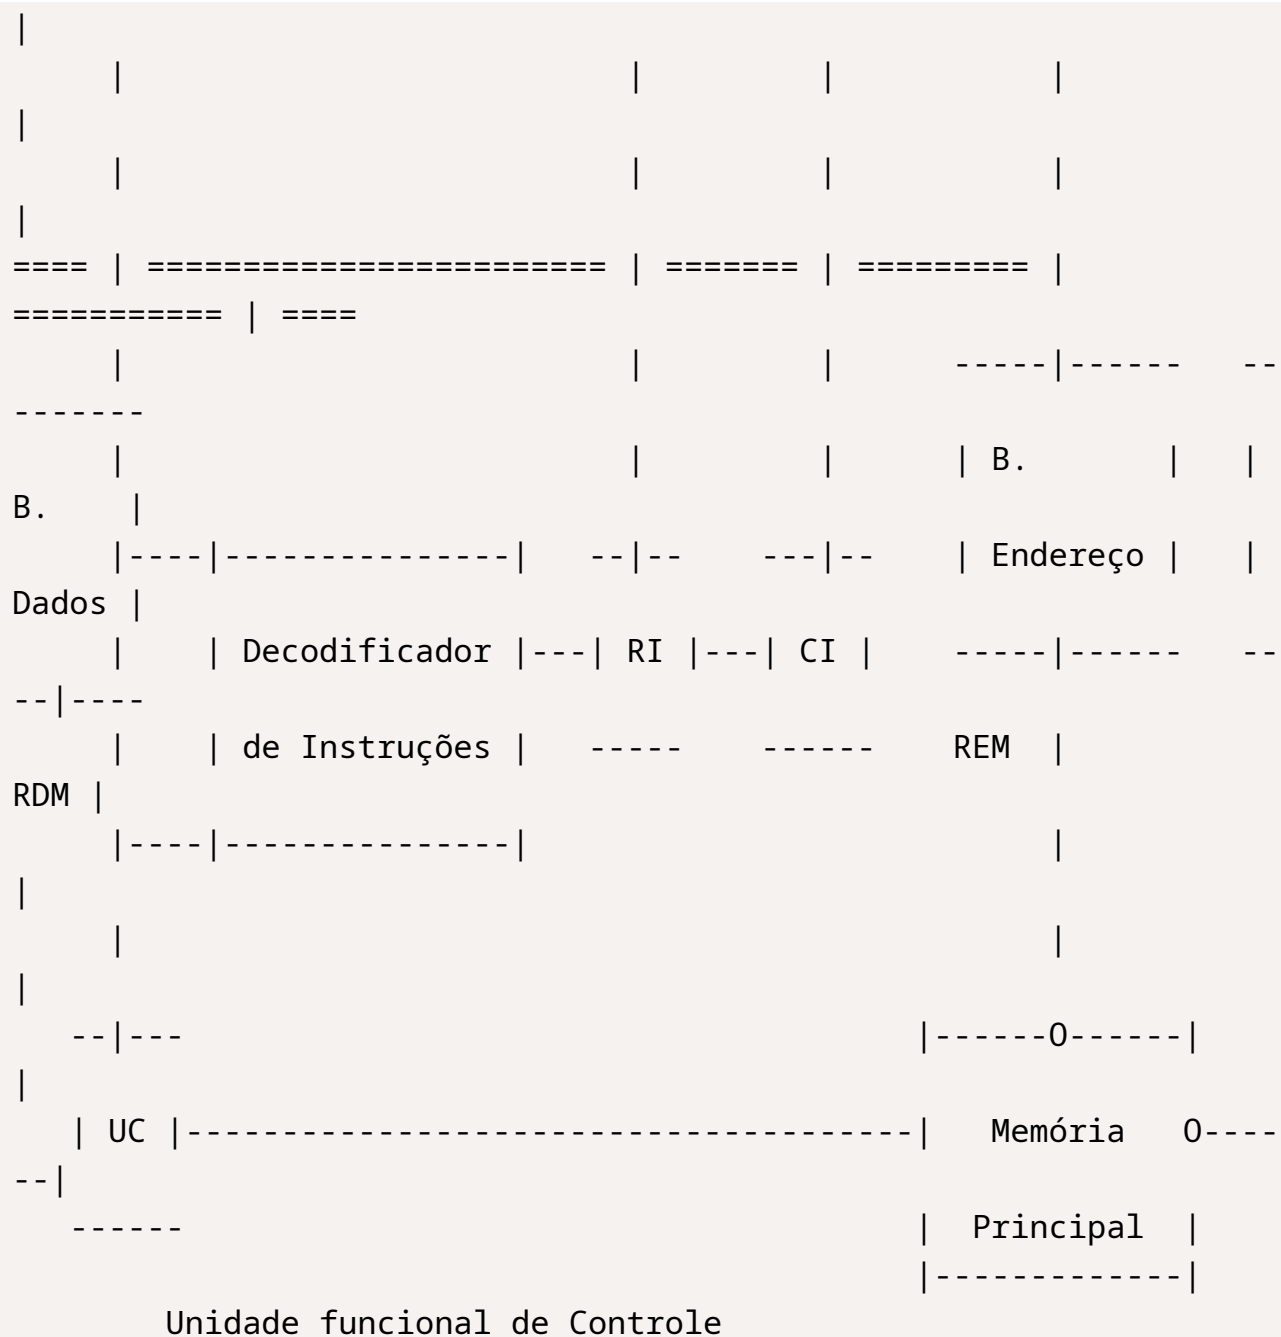 |
     |                          |         |           |
|
     |                          |         |           |
|
==== | ======================== | ======= | ========= |
=========== | ====
     |                          |         |      -----|------   --
-------
     |                          |         |      | B.       |   |
B.    |
     |----|---------------|   --|--    ---|--    | Endereço |   |
Dados |
     |    | Decodificador |---| RI |---| CI |    -----|------   --
--|----
     |    | de Instruções |   -----    ------    REM  |
RDM |
     |----|---------------|                           |
|
     |                                                |
|
   --|---                                      |------O------|
|
   | UC |--------------------------------------|   Memória   O----
--|
   ------                                      |  Principal  |
                                               |-------------|
        Unidade funcional de Controle